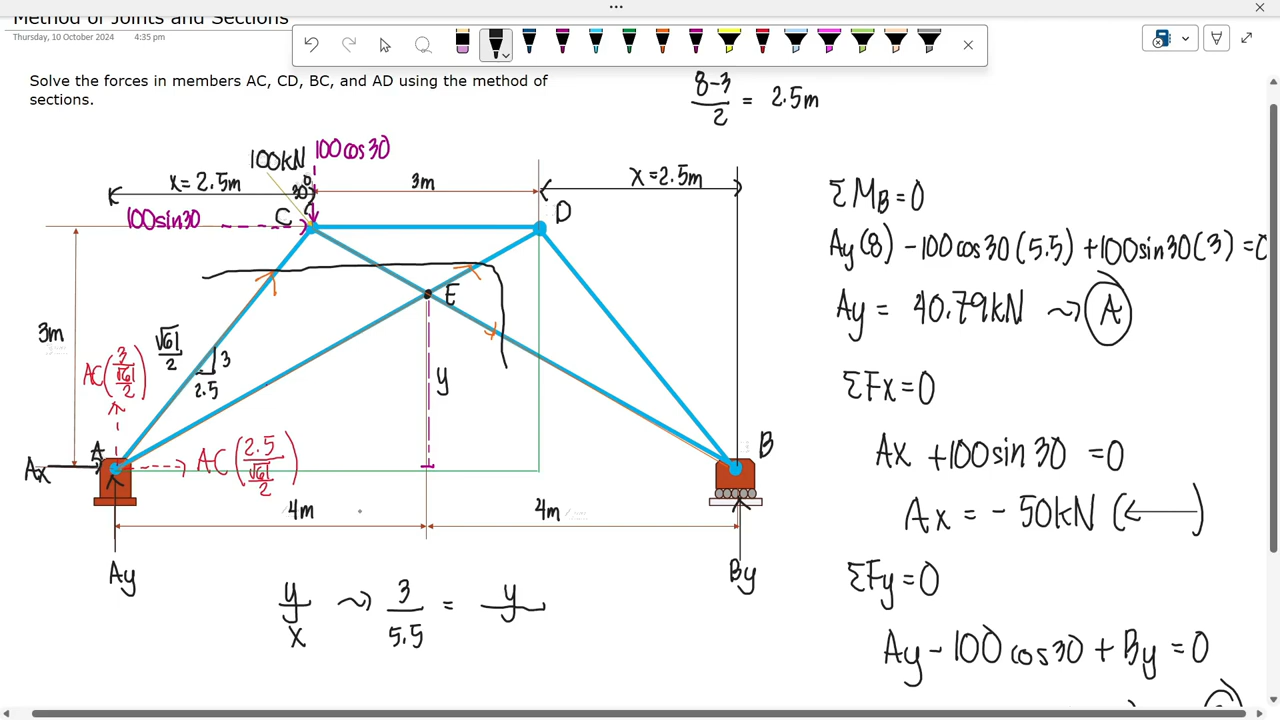 Method of Joints and Sections
Thursday, 10 October 2024 4:35 pm
Solve the forces in members AC, CD, BC, and AD using the method of
sections.
8-3/2 = 2.5m
100kN
100cos30
x = 2.5m
30°
3m
x = 2.5m
100sin30
C
D
E
3m
√61/2
3
2.5
AC(3/(√61/2))
y
A
Ax
AC(2.5/(√61/2))
B
4m
4m
Ay
By
y/x ⤳ 3/5.5 = y/
ΣMB=0
Ay(8) -100cos30(5.5) +100sin30(3)=0
Ay = 40.79kN ⤳ A
ΣFx=0
Ax +100sin30 =0
Ax = - 50kN (←)
ΣFy=0
Ay - 100cos30 + By = 0